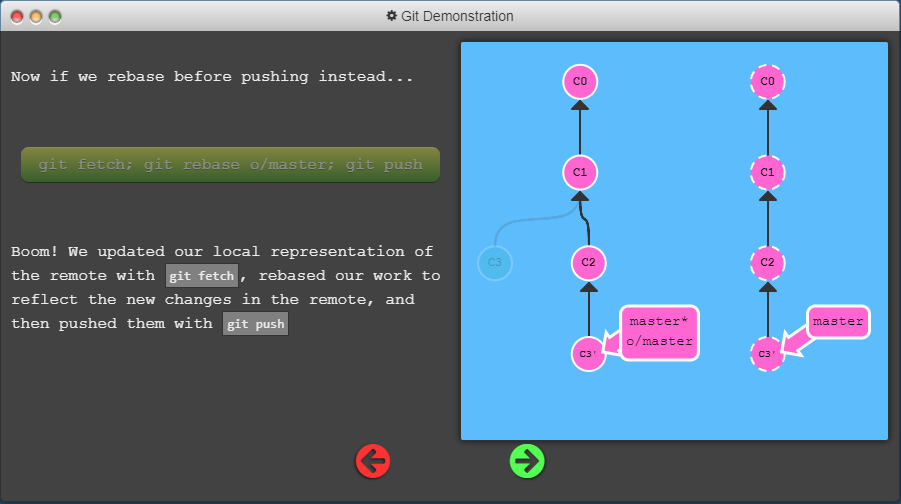 Git Demonstration
Now if we rebase before pushing instead...
git fetch; git rebase o/master; git push
Boom! We updated our local representation of
the remote with git fetch, rebased our work to
reflect the new changes in the remote, and
then pushed them with git push
C0
C1
C3
C2
C3'
master*
o/master
C0
C1
C2
C3'
master